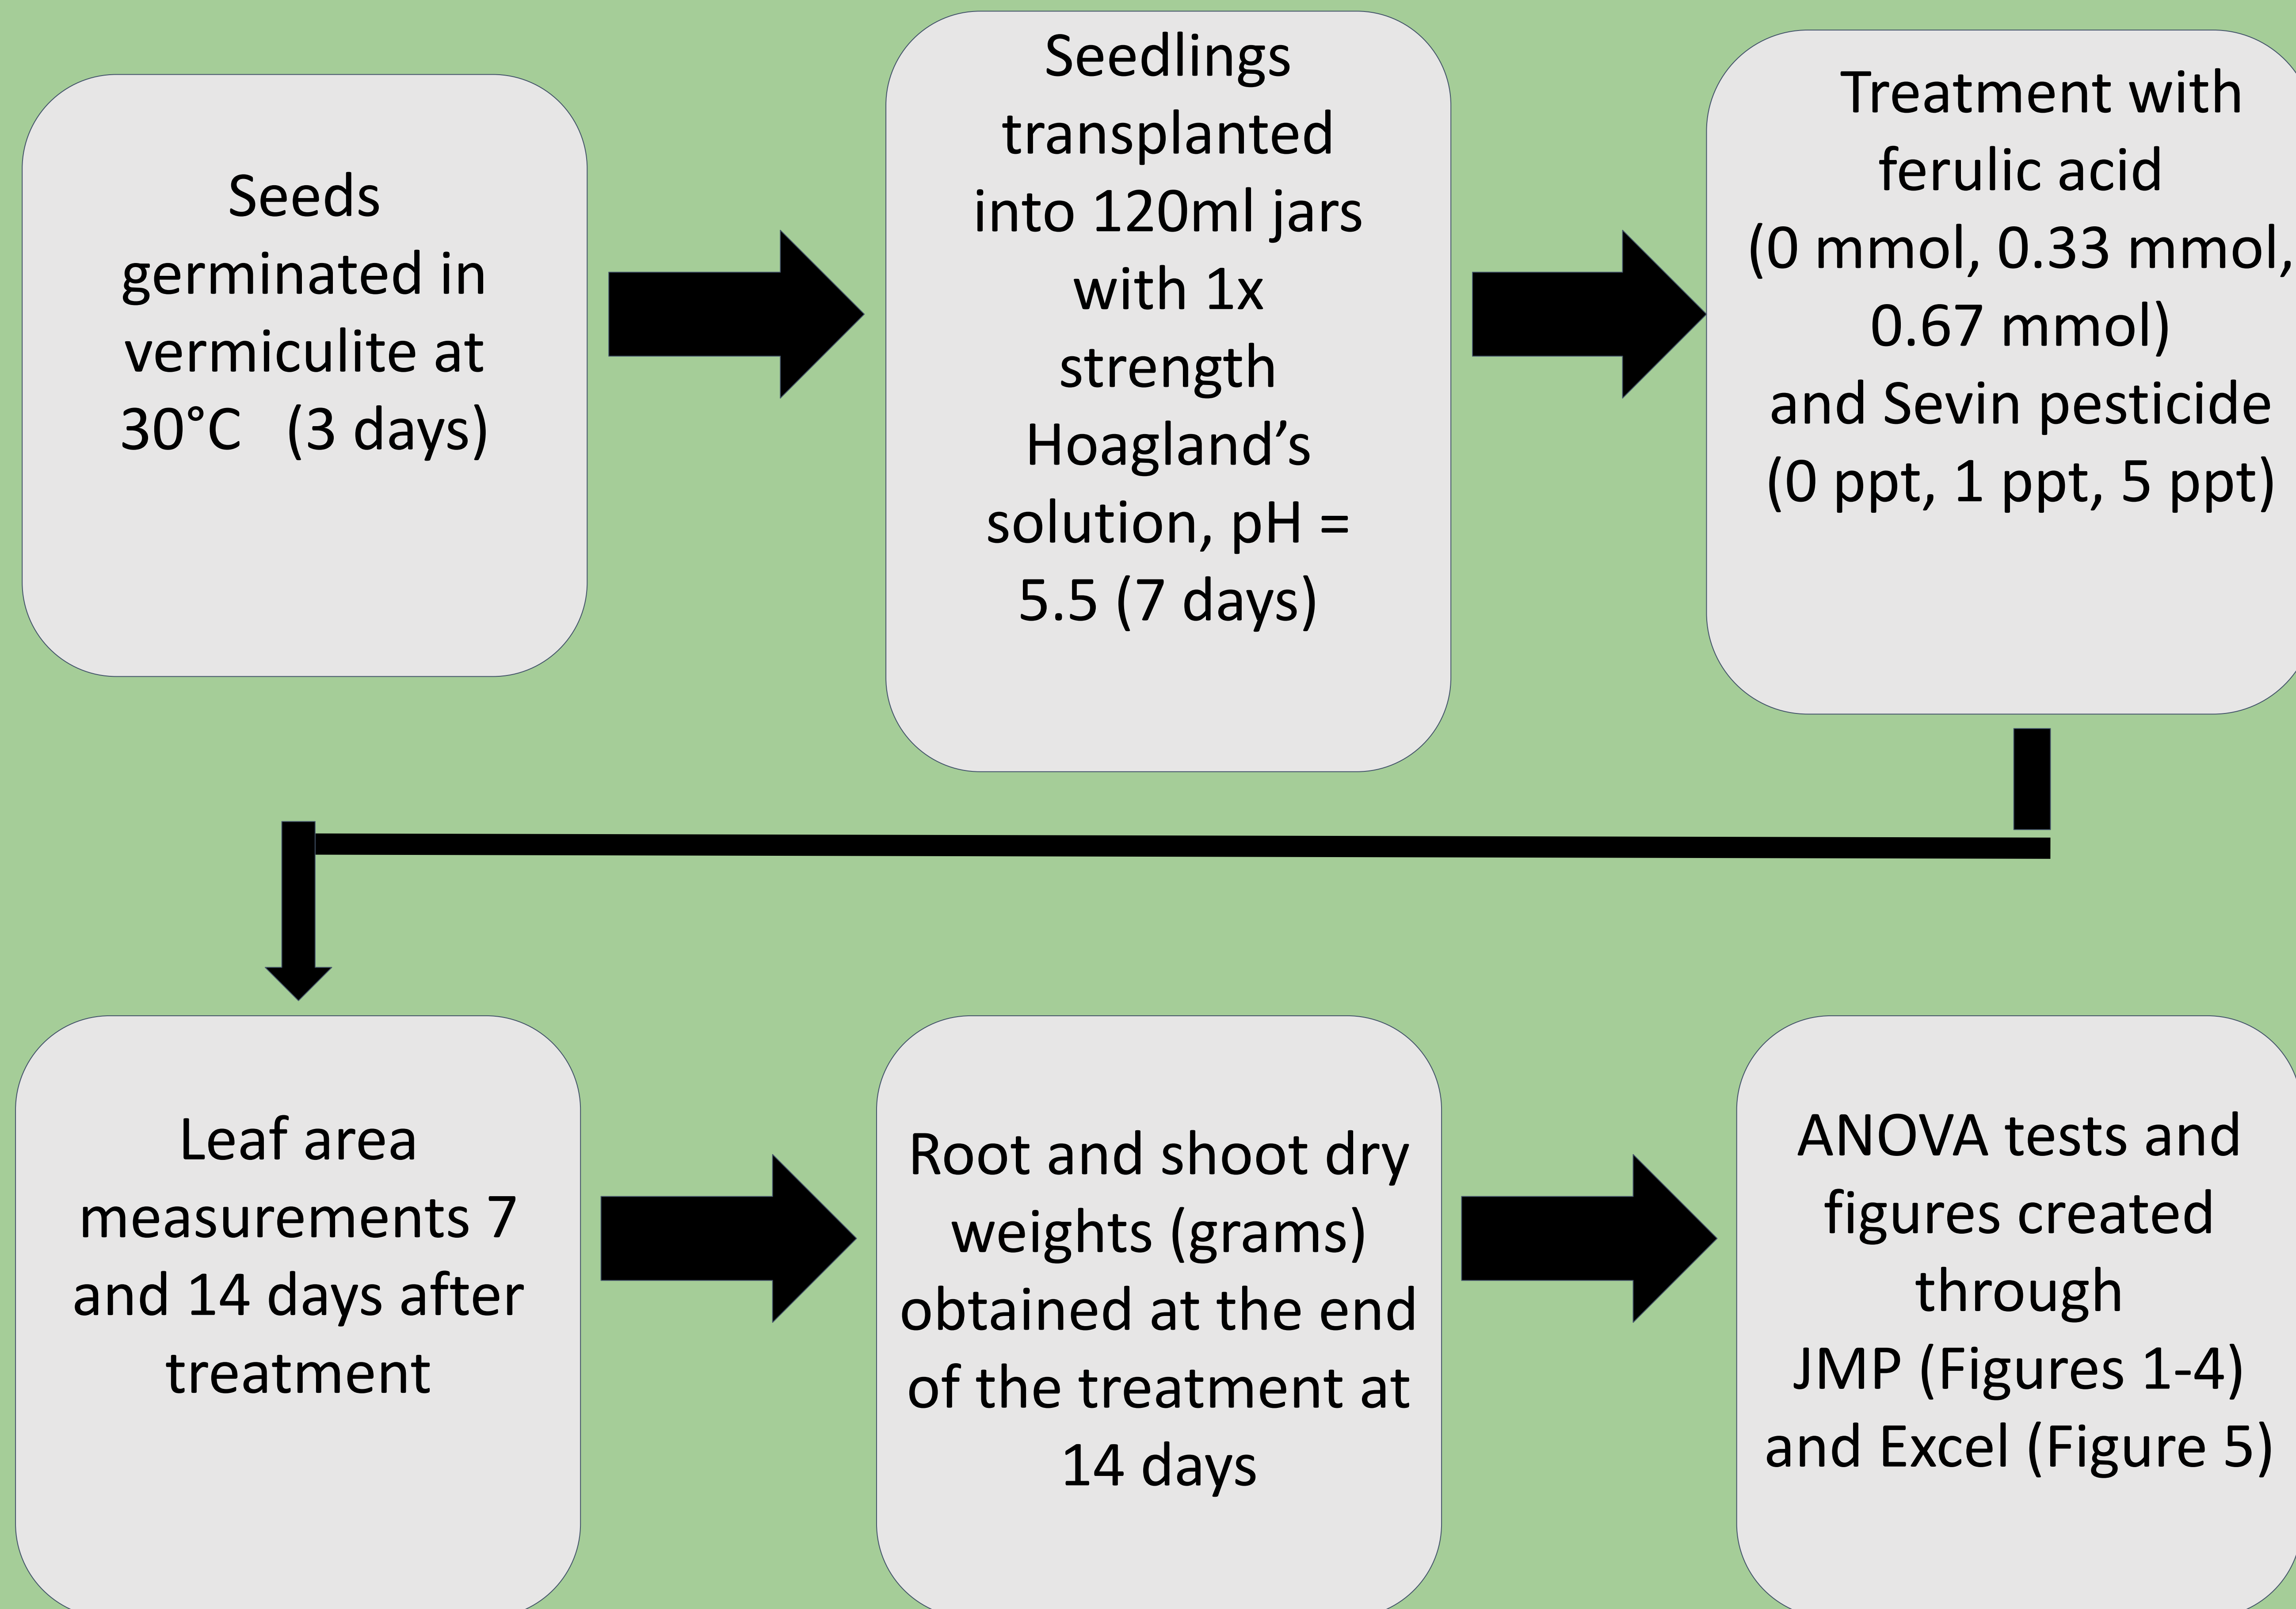 Seeds
germinated in
vermiculite at
30°C (3 days)
Seedlings
transplanted
into 120ml jars
with 1x
strength
Hoagland’s
solution, pH =
5.5 (7 days)
Treatment with
ferulic acid
(0 mmol, 0.33 mmol,
0.67 mmol)
and Sevin pesticide
(0 ppt, 1 ppt, 5 ppt)
Leaf area
measurements 7
and 14 days after
treatment
Root and shoot dry
weights (grams)
obtained at the end
of the treatment at
14 days
ANOVA tests and
figures created
through
JMP (Figures 1-4)
and Excel (Figure 5)